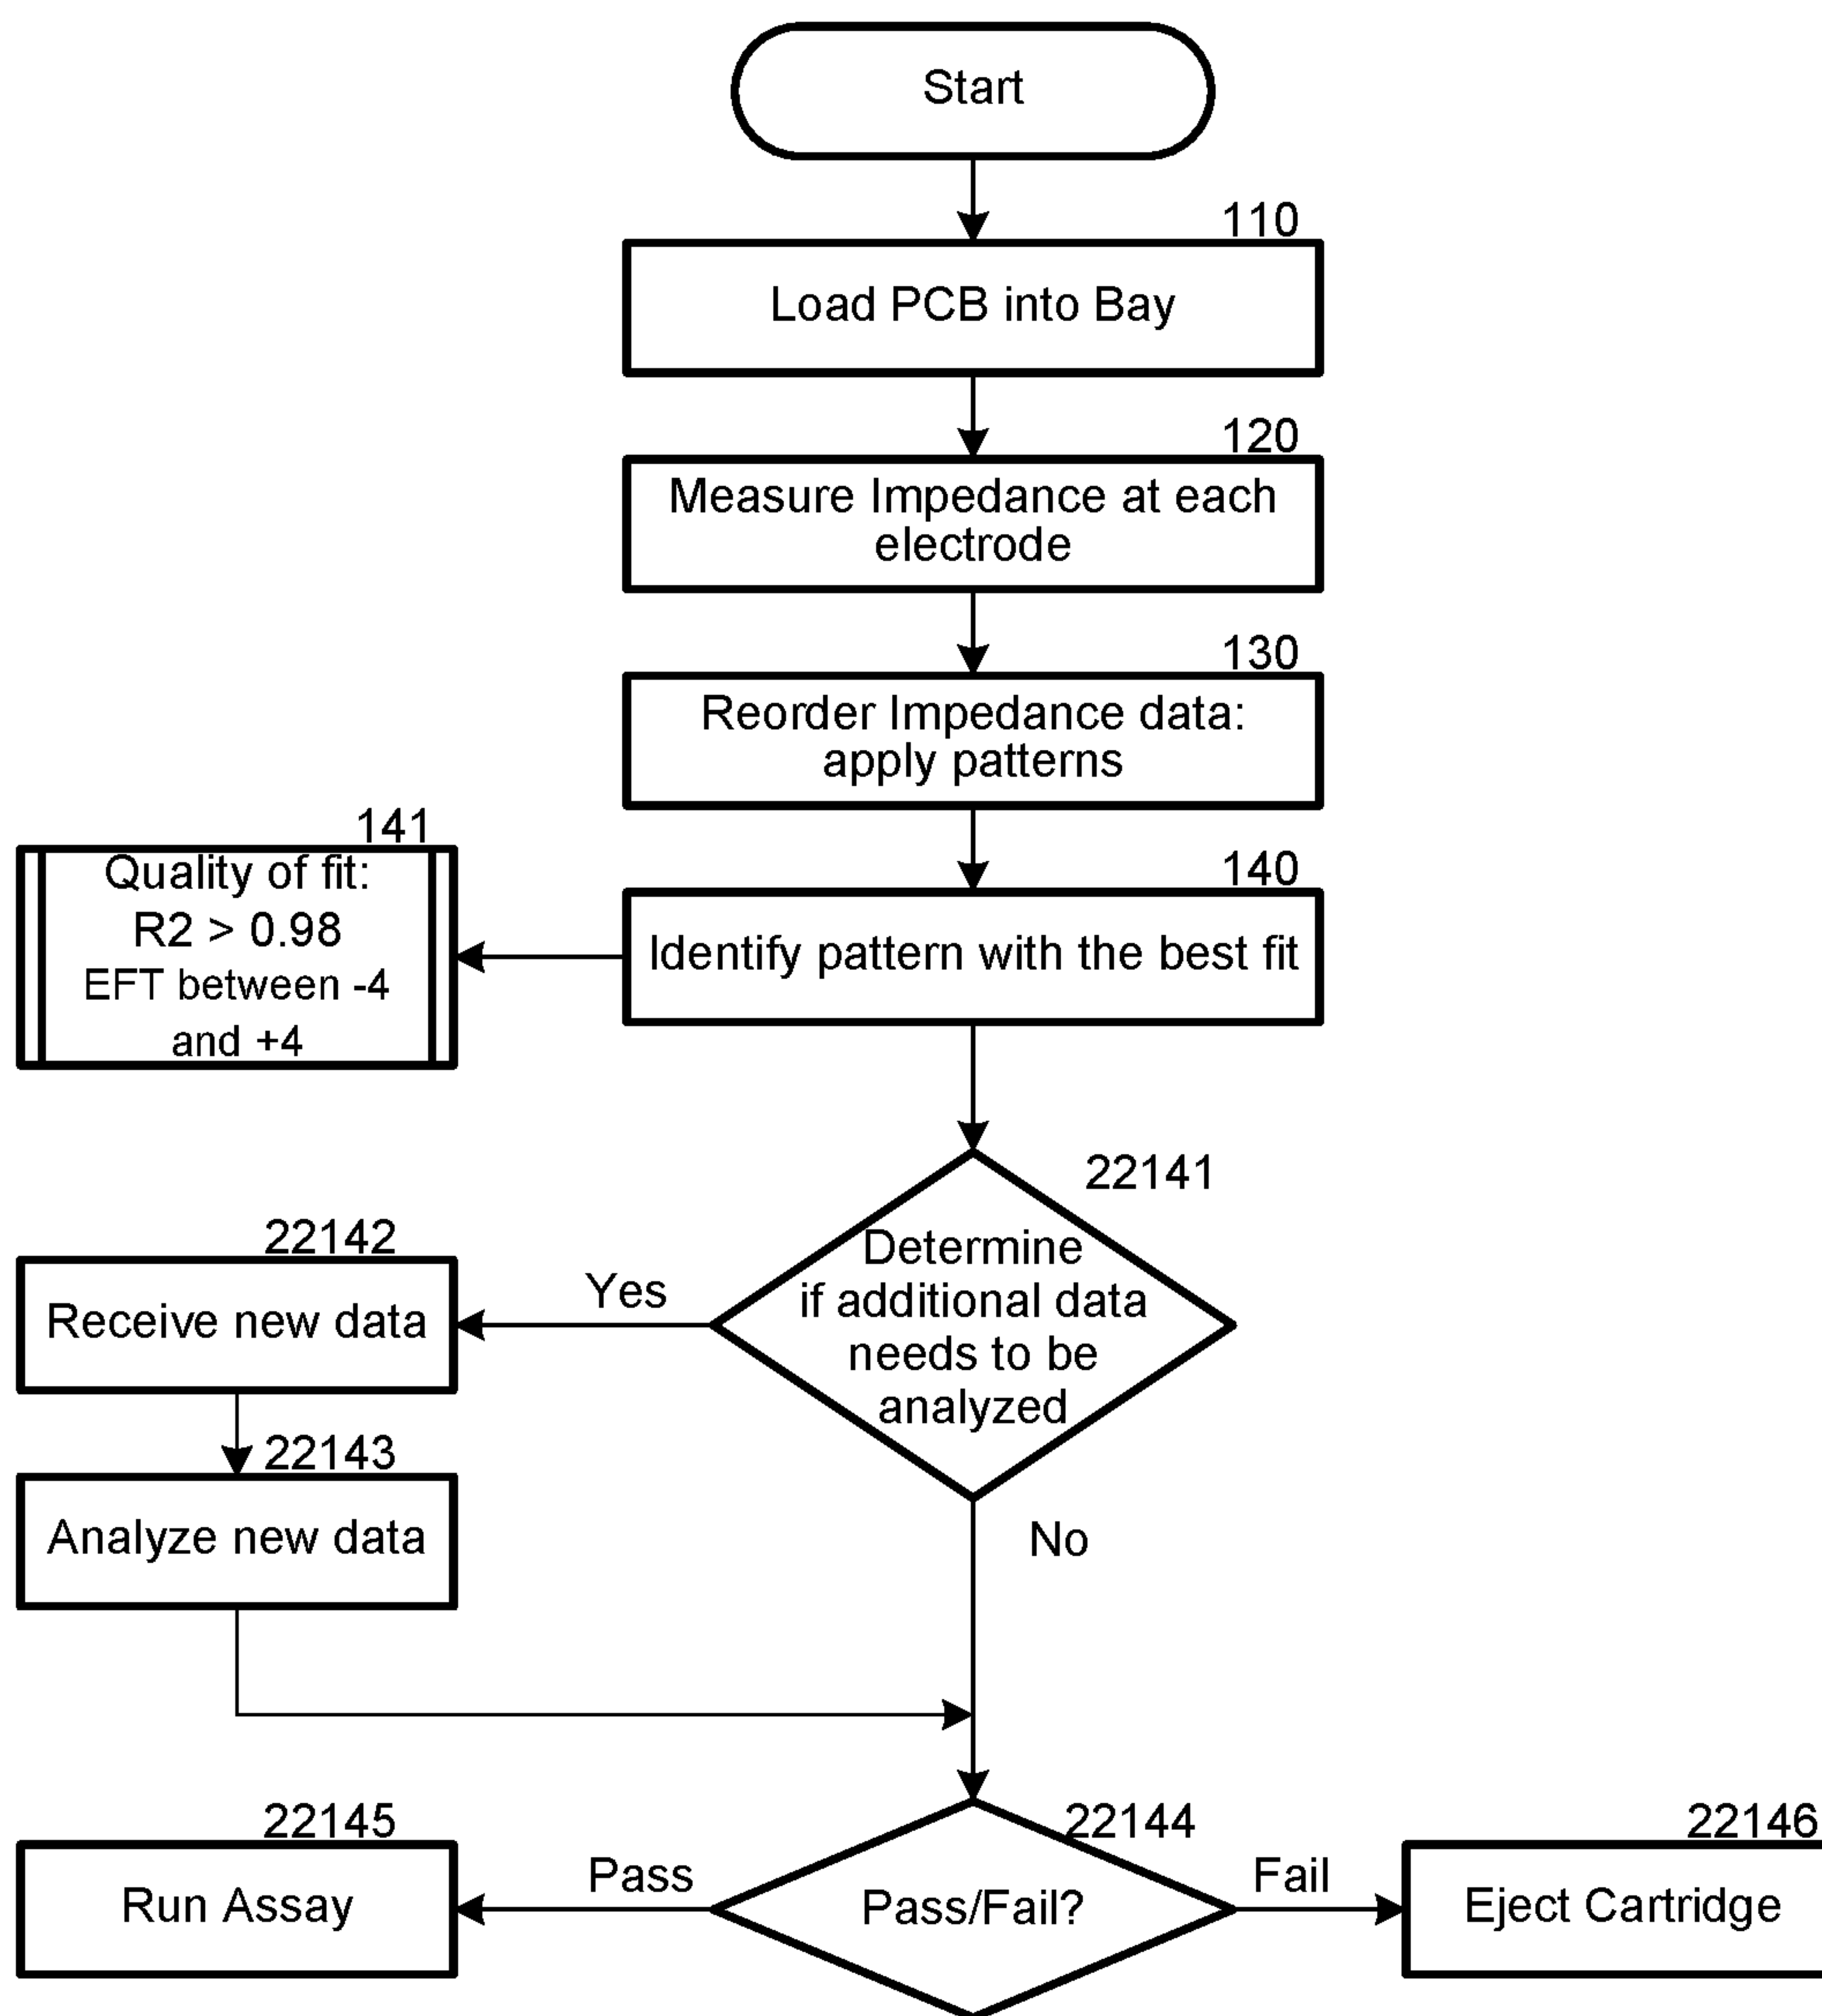 Start
110
Load PCB into Bay
120
Measure Impedance at each
electrode
130
Reorder Impedance data:
apply patterns
141
Quality of fit:
R2 > 0.98
EFT between -4
and +4
140
Identify pattern with the best fit
22141
Determine
if additional data
needs to be
analyzed
Yes
22142
Receive new data
22143
Analyze new data
No
22144
Pass/Fail?
Pass
22145
Run Assay
Fail
22146
Eject Cartridge